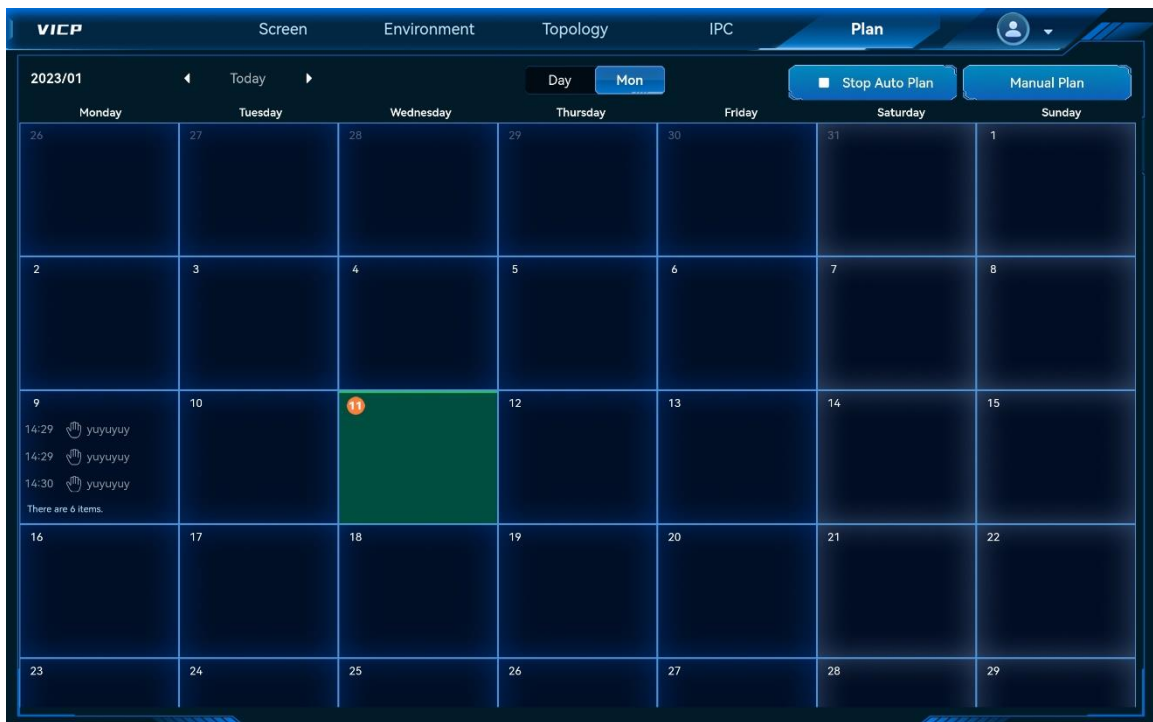 VICP Screen Environment Topology IPC Plan
2023/01 Today Day Mon Stop Auto Plan Manual Plan
Monday Tuesday Wednesday Thursday Friday Saturday Sunday
26 27 28 29 30 31 1
2 3 4 5 6 7 8
9 10 11 12 13 14 15
14:29 yuyuyuy
14:29 yuyuyuy
14:30 yuyuyuy
There are 6 items.
16 17 18 19 20 21 22
23 24 25 26 27 28 29